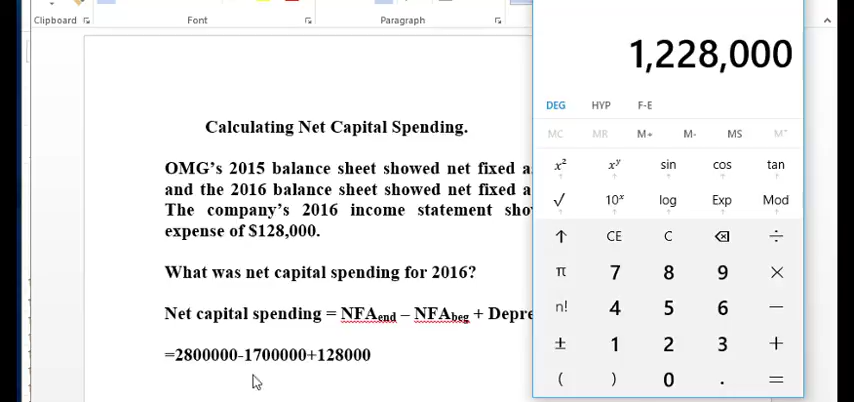 Clipboard
Font
Paragraph
Calculating Net Capital Spending.
OMG's 2015 balance sheet showed net fixed
and the 2016 balance sheet showed net fixed
The company's 2016 income statement
expense of $128,000.
What was net capital spending for 2016?
Net capital spending = NFAend – NFAbeg +
=2800000-1700000+128000
1,228,000
DEG HYP F-E
MC MR M+ M- MS M˅
x² xʸ sin cos tan
√ 10ˣ log Exp Mod
↑ CE C ⌫ ÷
π 7 8 9 ×
n! 4 5 6 −
± 1 2 3 +
( ) 0 . =